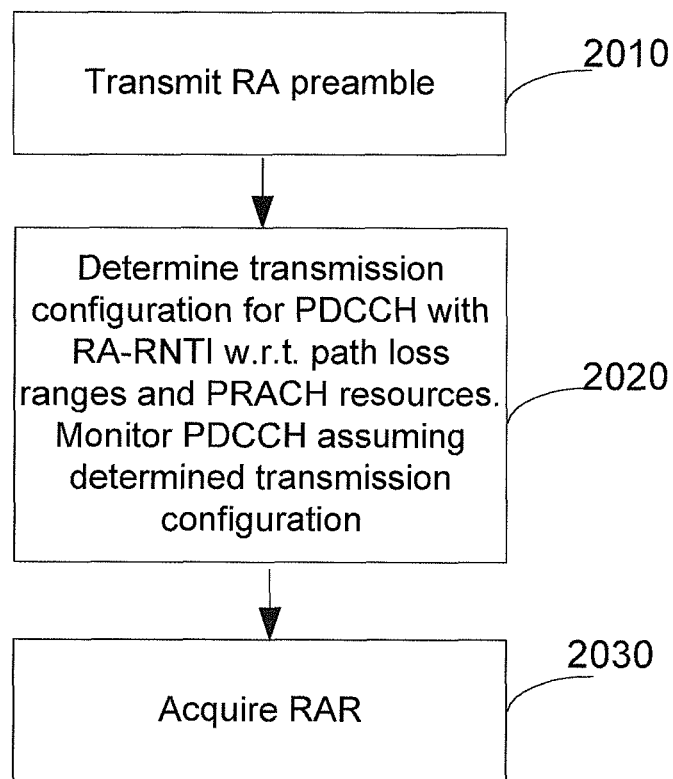 Transmit RA preamble
2010
Determine transmission
configuration for PDCCH with
RA-RNTI w.r.t. path loss
ranges and PRACH resources.
Monitor PDCCH assuming
determined transmission
configuration
2020
Acquire RAR
2030